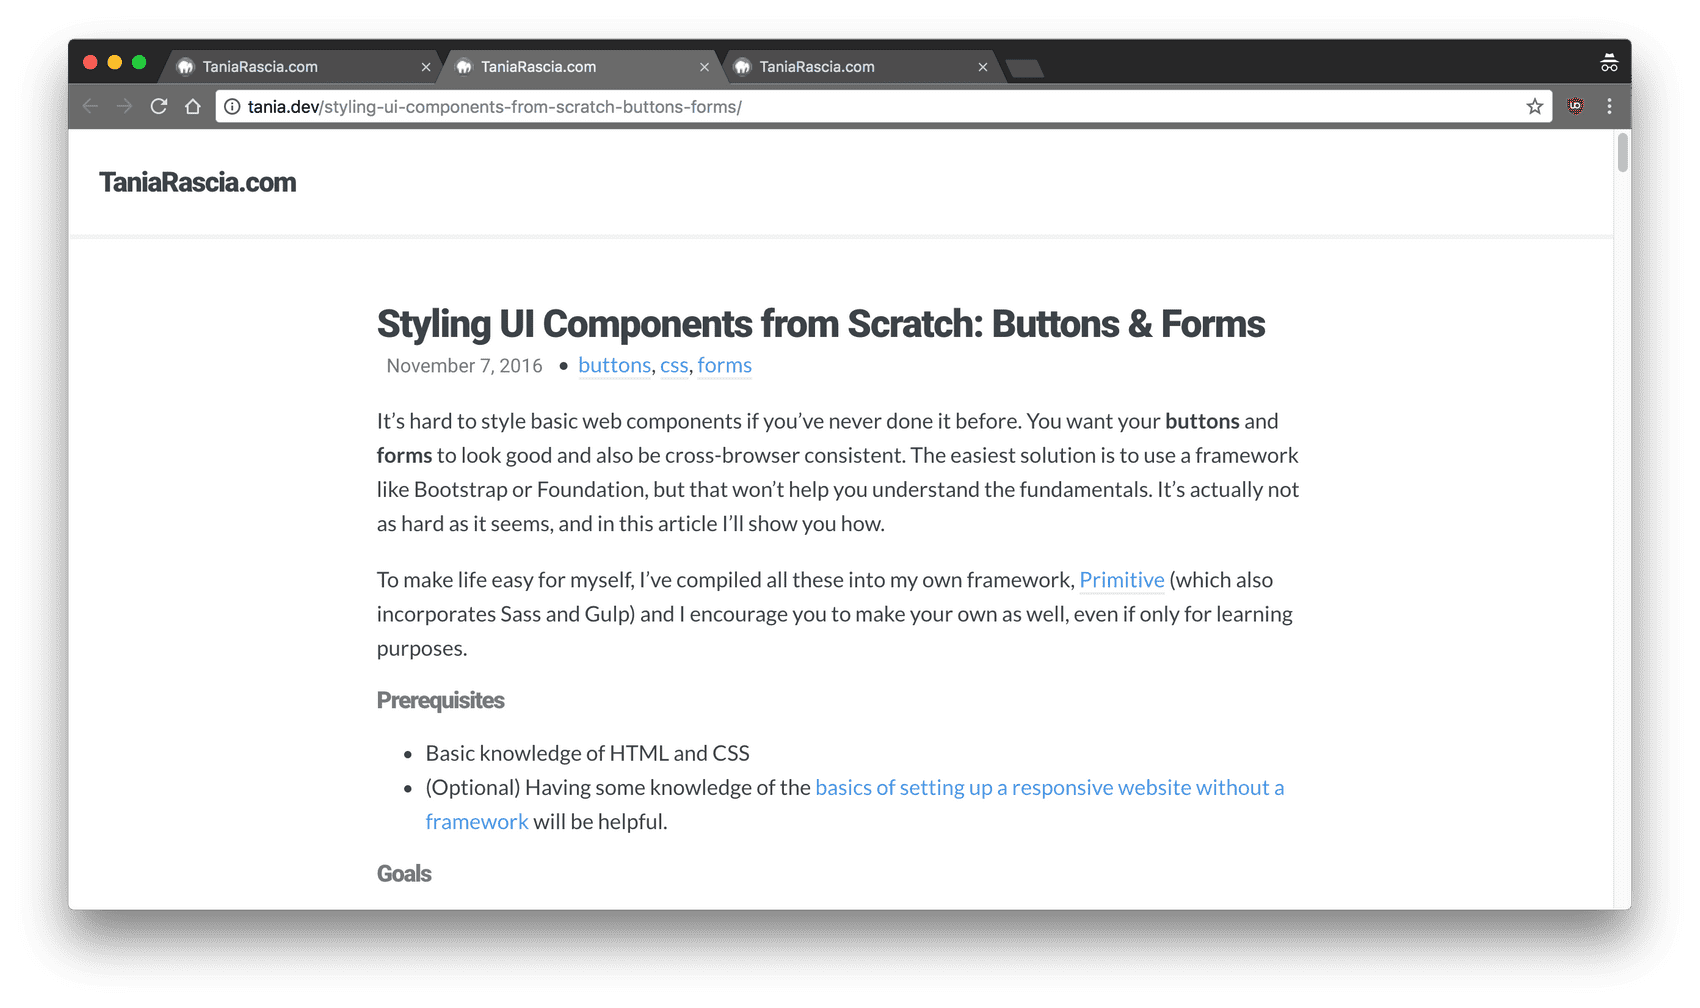 TaniaRascia.com TaniaRascia.com TaniaRascia.com
tania.dev/styling-ui-components-from-scratch-buttons-forms/
TaniaRascia.com
Styling UI Components from Scratch: Buttons & Forms
November 7, 2016 • buttons, css, forms
It’s hard to style basic web components if you’ve never done it before. You want your buttons and
forms to look good and also be cross-browser consistent. The easiest solution is to use a framework
like Bootstrap or Foundation, but that won’t help you understand the fundamentals. It’s actually not
as hard as it seems, and in this article I’ll show you how.
To make life easy for myself, I’ve compiled all these into my own framework, Primitive (which also
incorporates Sass and Gulp) and I encourage you to make your own as well, even if only for learning
purposes.
Prerequisites
• Basic knowledge of HTML and CSS
• (Optional) Having some knowledge of the basics of setting up a responsive website without a
framework will be helpful.
Goals